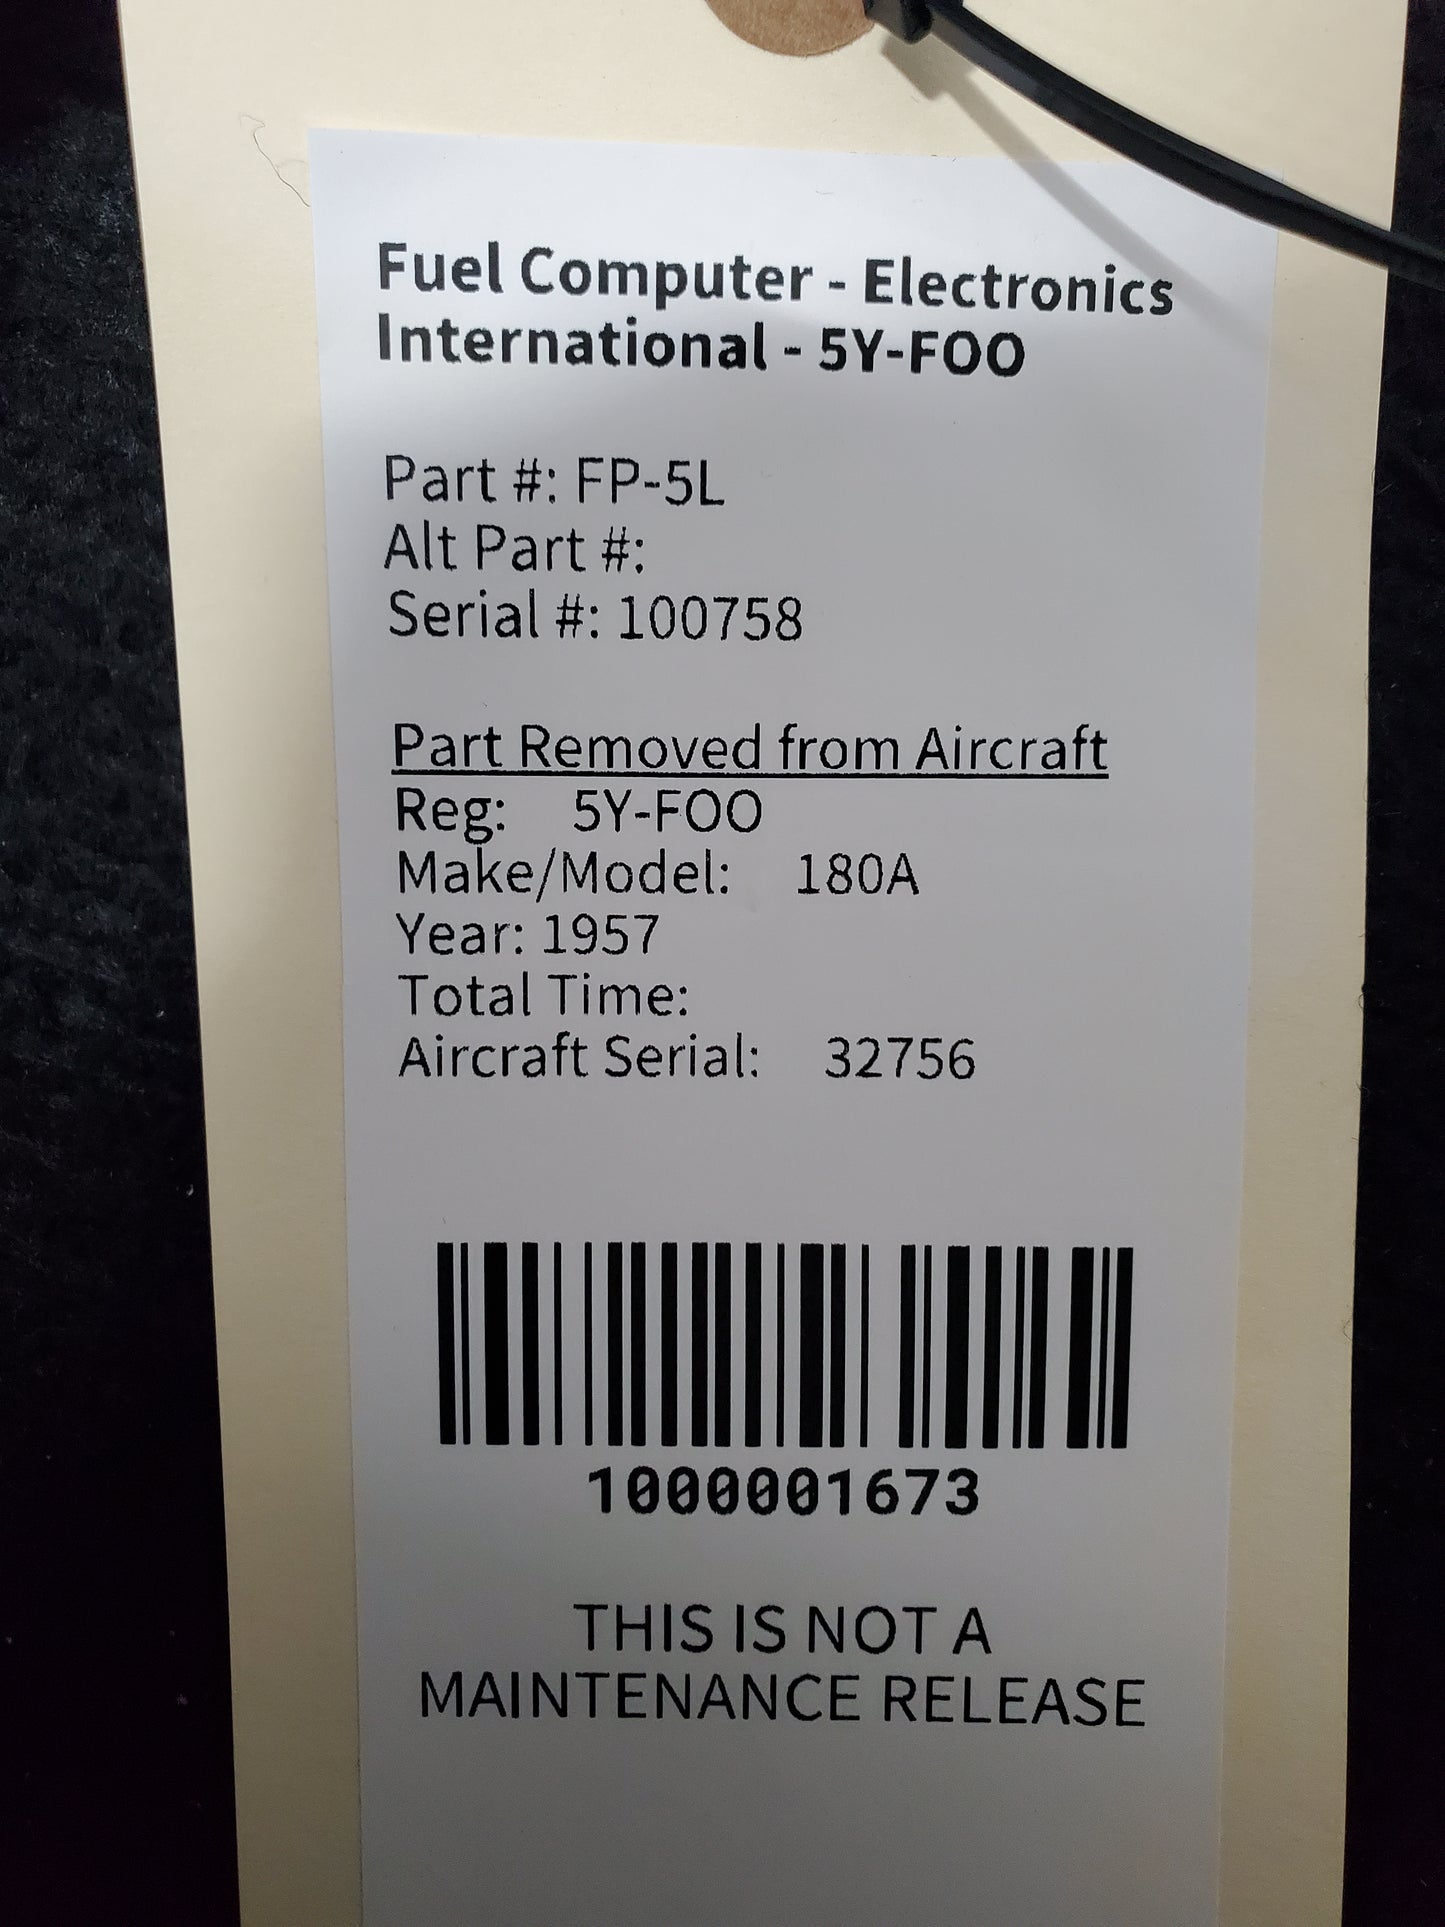 Fuel Computer - Electronics
International - 5Y-FOO
Part #: FP-5L
Alt Part #:
Serial #: 100758
Part Removed from Aircraft
Reg: 5Y-FOO
Make/Model: 180A
Year: 1957
Total Time:
Aircraft Serial: 32756
1000001673
THIS IS NOT A
MAINTENANCE RELEASE